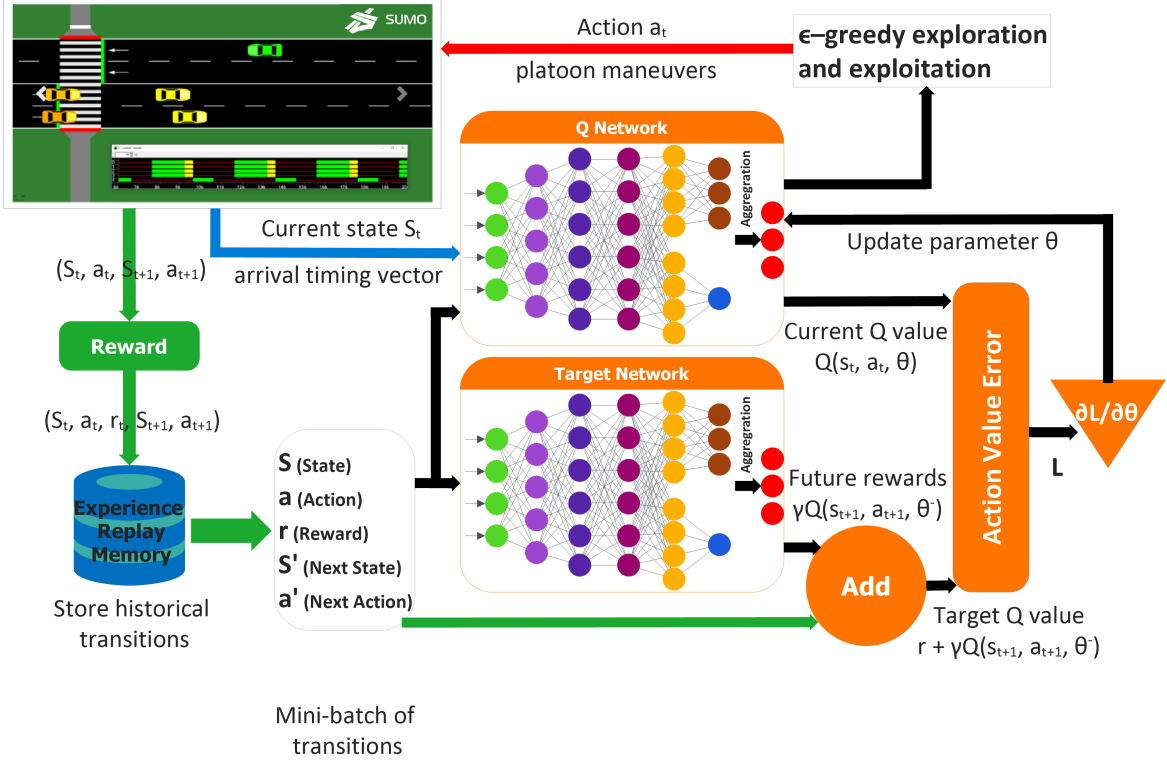 SUMO
Action aₜ
platoon maneuvers
ϵ–greedy exploration
and exploitation
Q Network
Aggregration
Current state Sₜ
arrival timing vector
Update parameter θ
(Sₜ, aₜ, Sₜ₊₁, aₜ₊₁)
Reward
Current Q value
Q(sₜ, aₜ, θ)
Action Value Error
Target Network
Aggregration
∂L/∂θ
L
(Sₜ, aₜ, rₜ, Sₜ₊₁, aₜ₊₁)
S (State)
a (Action)
r (Reward)
S' (Next State)
a' (Next Action)
Experience
Replay
Memory
Future rewards
γQ(sₜ₊₁, aₜ₊₁, θ⁻)
Add
Store historical
transitions
Target Q value
r + γQ(sₜ₊₁, aₜ₊₁, θ⁻)
Mini-batch of
transitions